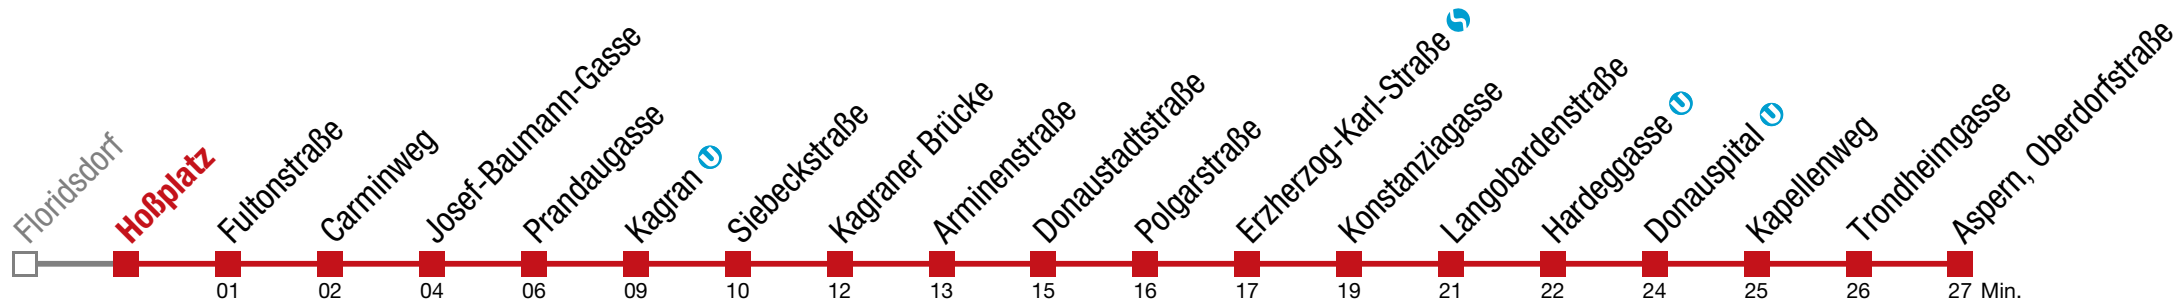 Floridsdorf
Hoßplatz
Fultonstraße
Carminweg
Josef-Baumann-Gasse
Prandaugasse
Kagran U
Siebeckstraße
Kagraner Brücke
Arminenstraße
Donaustadtstraße
Polgarstraße
Erzherzog-Karl-Straße S
Konstanziagasse
Langobardenstraße
Hardeggasse U
Donauspital U
Kapellenweg
Trondheimgasse
Aspern, Oberdorfstraße
01 02 04 06 09 10 12 13 15 16 17 19 21 22 24 25 26 27 Min.